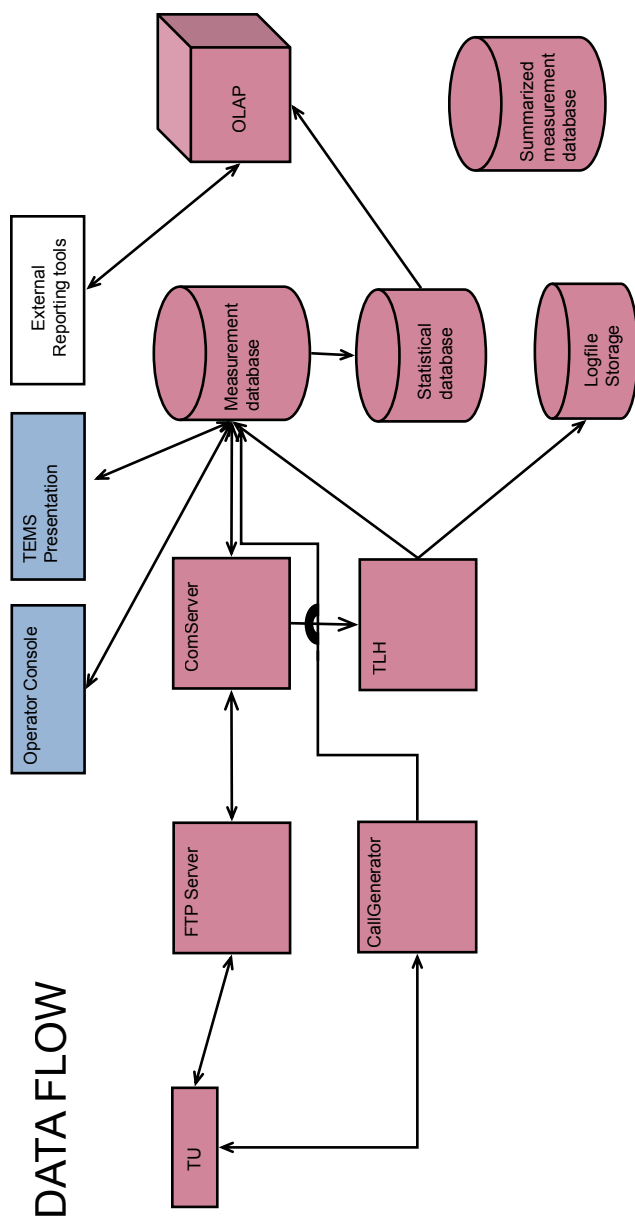 DATA FLOW
Operator Console
TEMS
Presentation
External
Reporting tools
TU
FTP Server
ComServer
Measurement
database
OLAP
CallGenerator
TLH
Statistical
database
Logfile
Storage
Summarized
measurement
database